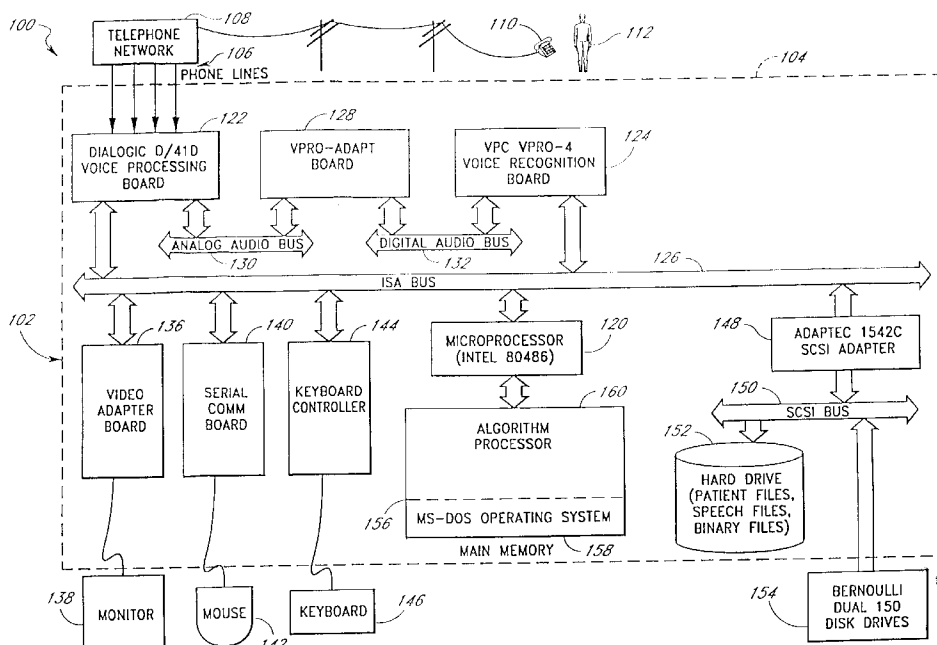 100
TELEPHONE
NETWORK
108
106
PHONE LINES
110
112
104
122
DIALOGIC D/41D
VOICE PROCESSING
BOARD
128
VPRO-ADAPT
BOARD
VPC VPRO-4
VOICE RECOGNITION
BOARD
124
ANALOG AUDIO BUS
130
DIGITAL AUDIO BUS
132
126
ISA BUS
102
136
VIDEO
ADAPTER
BOARD
140
SERIAL
COMM
BOARD
144
KEYBOARD
CONTROLLER
MICROPROCESSOR
(INTEL 80486)
120
148
ADAPTEC 1542C
SCSI ADAPTER
160
ALGORITHM
PROCESSOR
156
MS-DOS OPERATING SYSTEM
MAIN MEMORY
158
150
SCSI BUS
152
HARD DRIVE
(PATIENT FILES,
SPEECH FILES,
BINARY FILES)
138
MONITOR
MOUSE
142
KEYBOARD
146
154
BERNOULLI
DUAL 150
DISK DRIVES